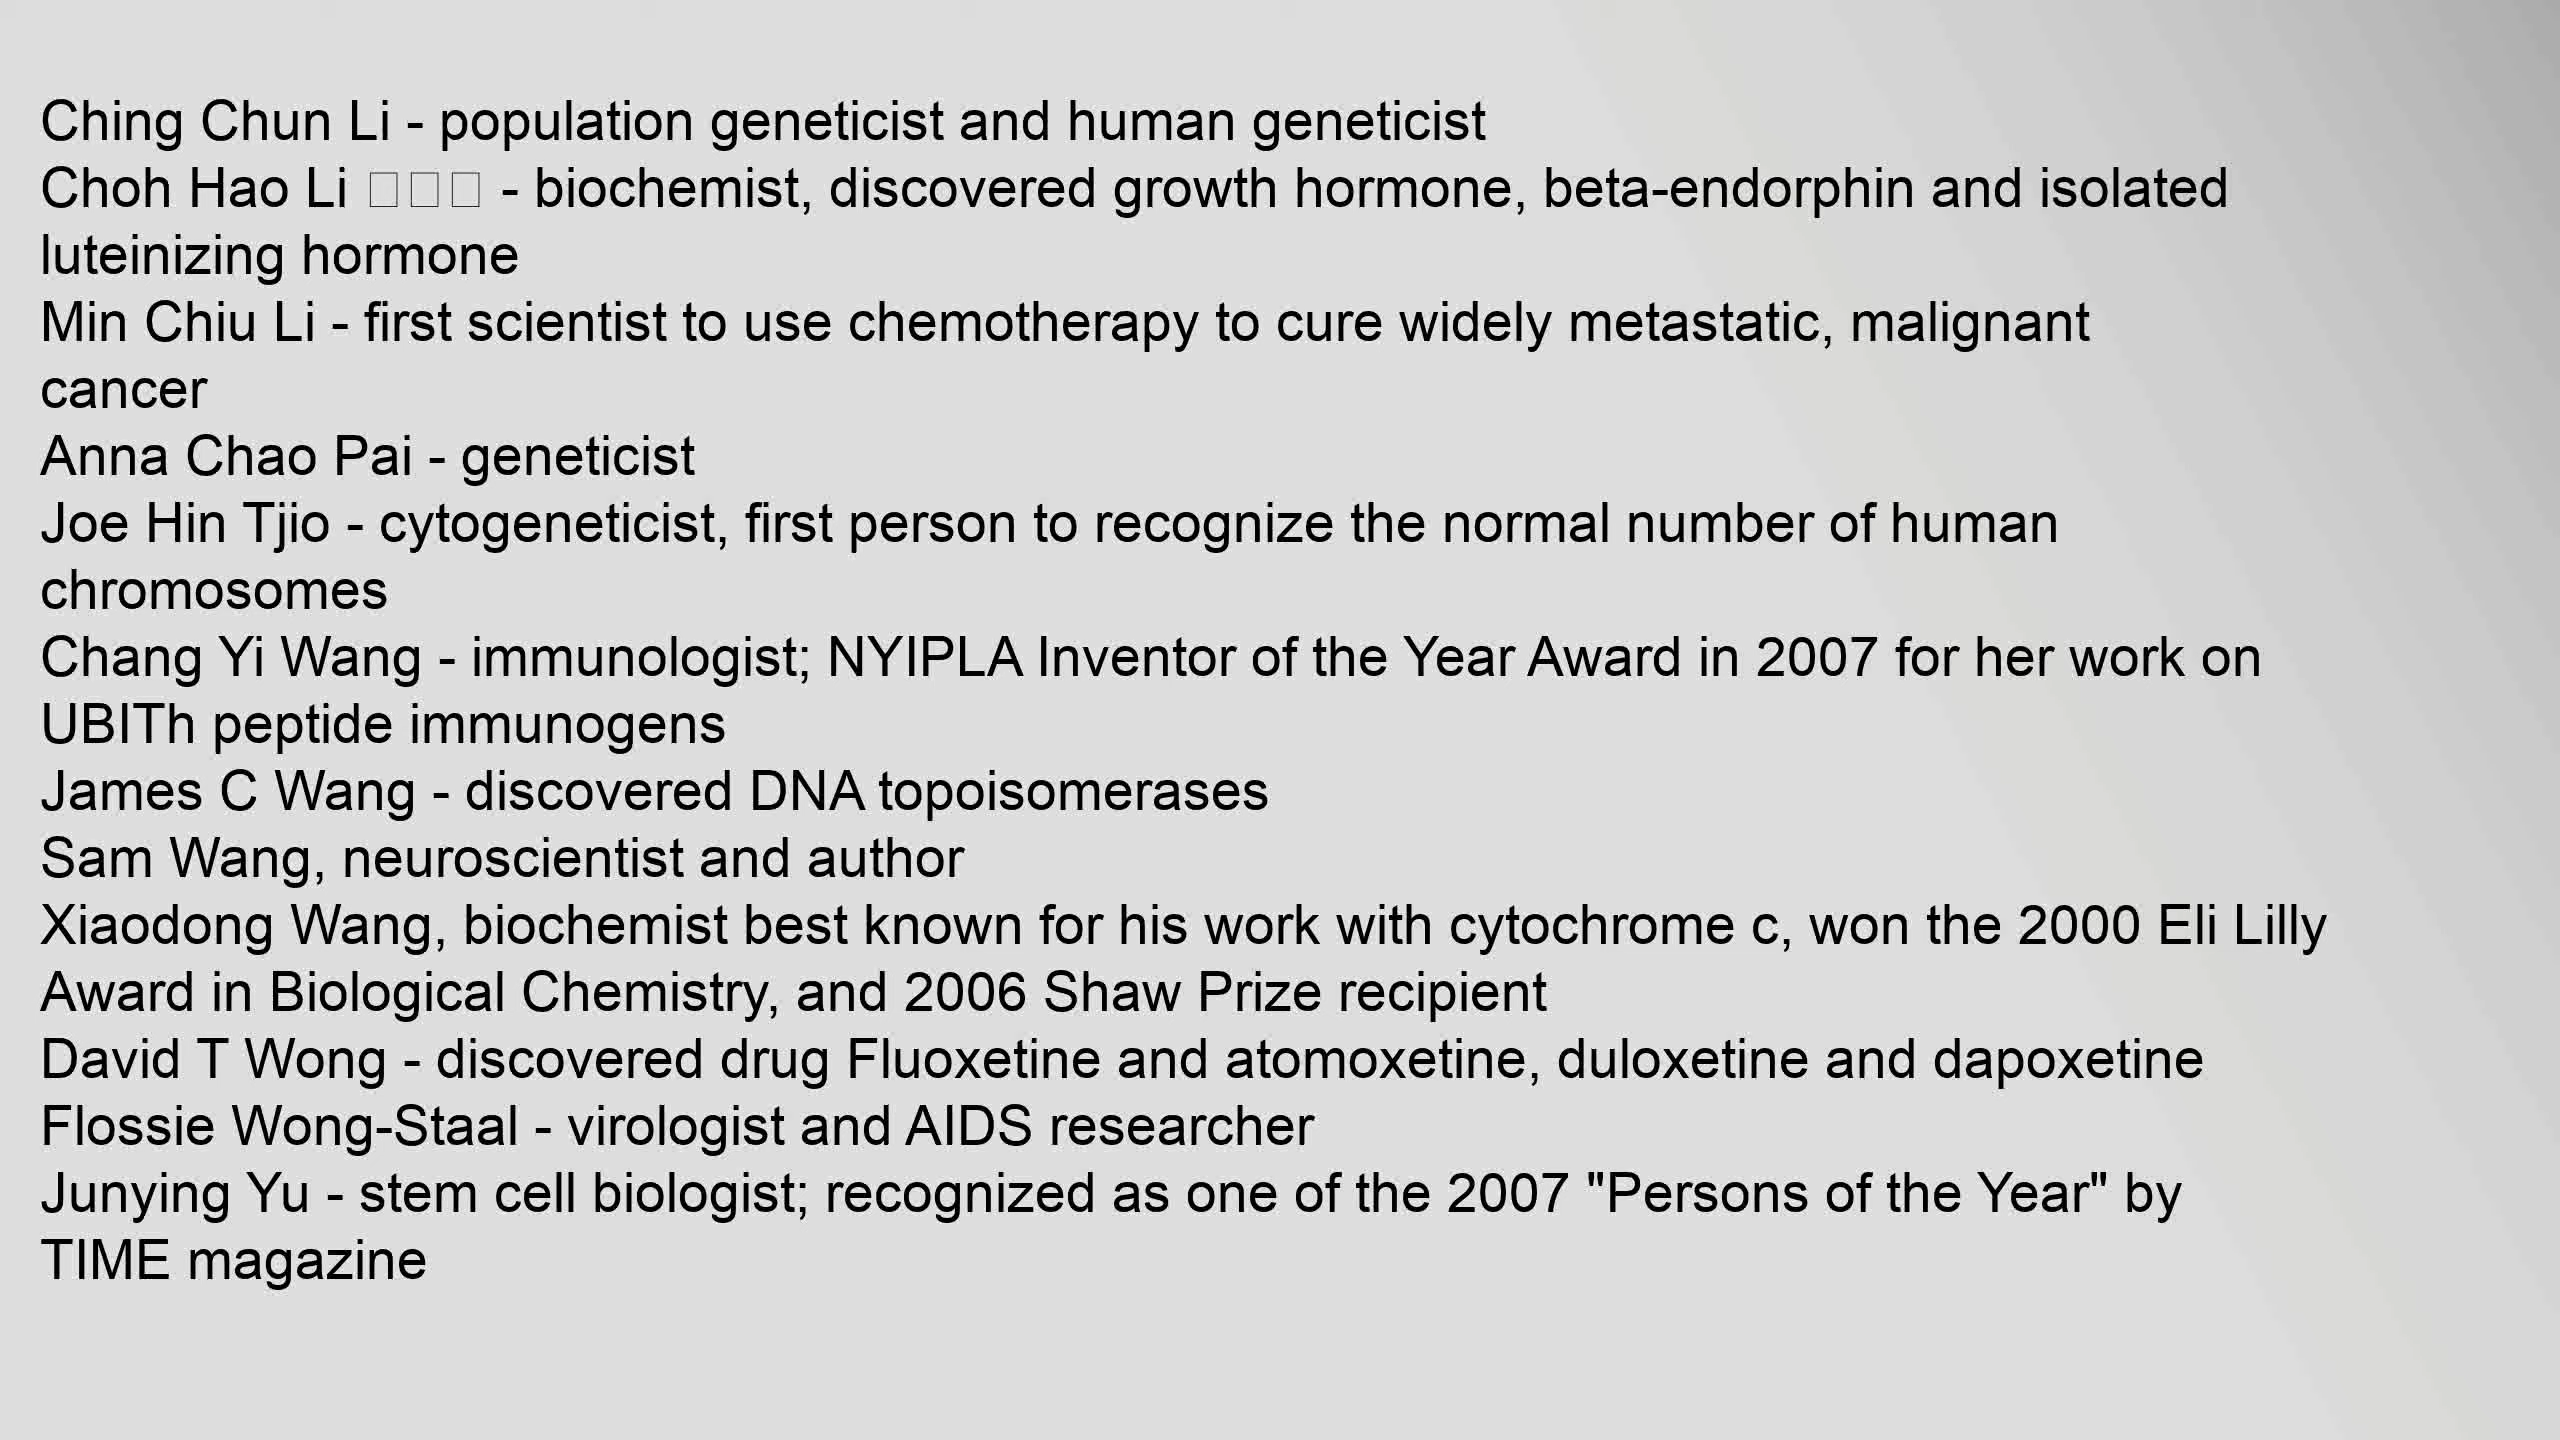 Ching Chun Li - population geneticist and human geneticist
Choh Hao Li □□□ - biochemist, discovered growth hormone, beta-endorphin and isolated
luteinizing hormone
Min Chiu Li - first scientist to use chemotherapy to cure widely metastatic, malignant
cancer
Anna Chao Pai - geneticist
Joe Hin Tjio - cytogeneticist, first person to recognize the normal number of human
chromosomes
Chang Yi Wang - immunologist; NYIPLA Inventor of the Year Award in 2007 for her work on
UBITh peptide immunogens
James C Wang - discovered DNA topoisomerases
Sam Wang, neuroscientist and author
Xiaodong Wang, biochemist best known for his work with cytochrome c, won the 2000 Eli Lilly
Award in Biological Chemistry, and 2006 Shaw Prize recipient
David T Wong - discovered drug Fluoxetine and atomoxetine, duloxetine and dapoxetine
Flossie Wong-Staal - virologist and AIDS researcher
Junying Yu - stem cell biologist; recognized as one of the 2007 "Persons of the Year" by
TIME magazine